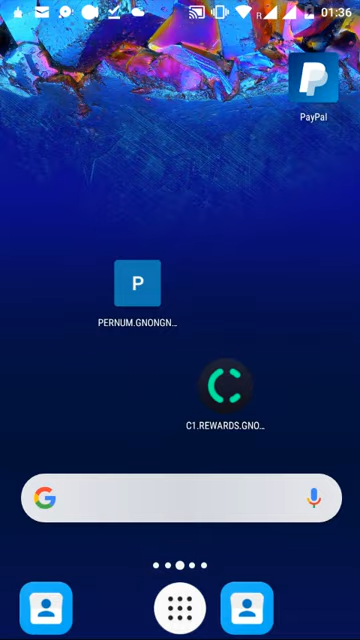 R
01:36
PayPal
P
PERNUM.GNONGN…
C1.REWARDS.GNO…
G